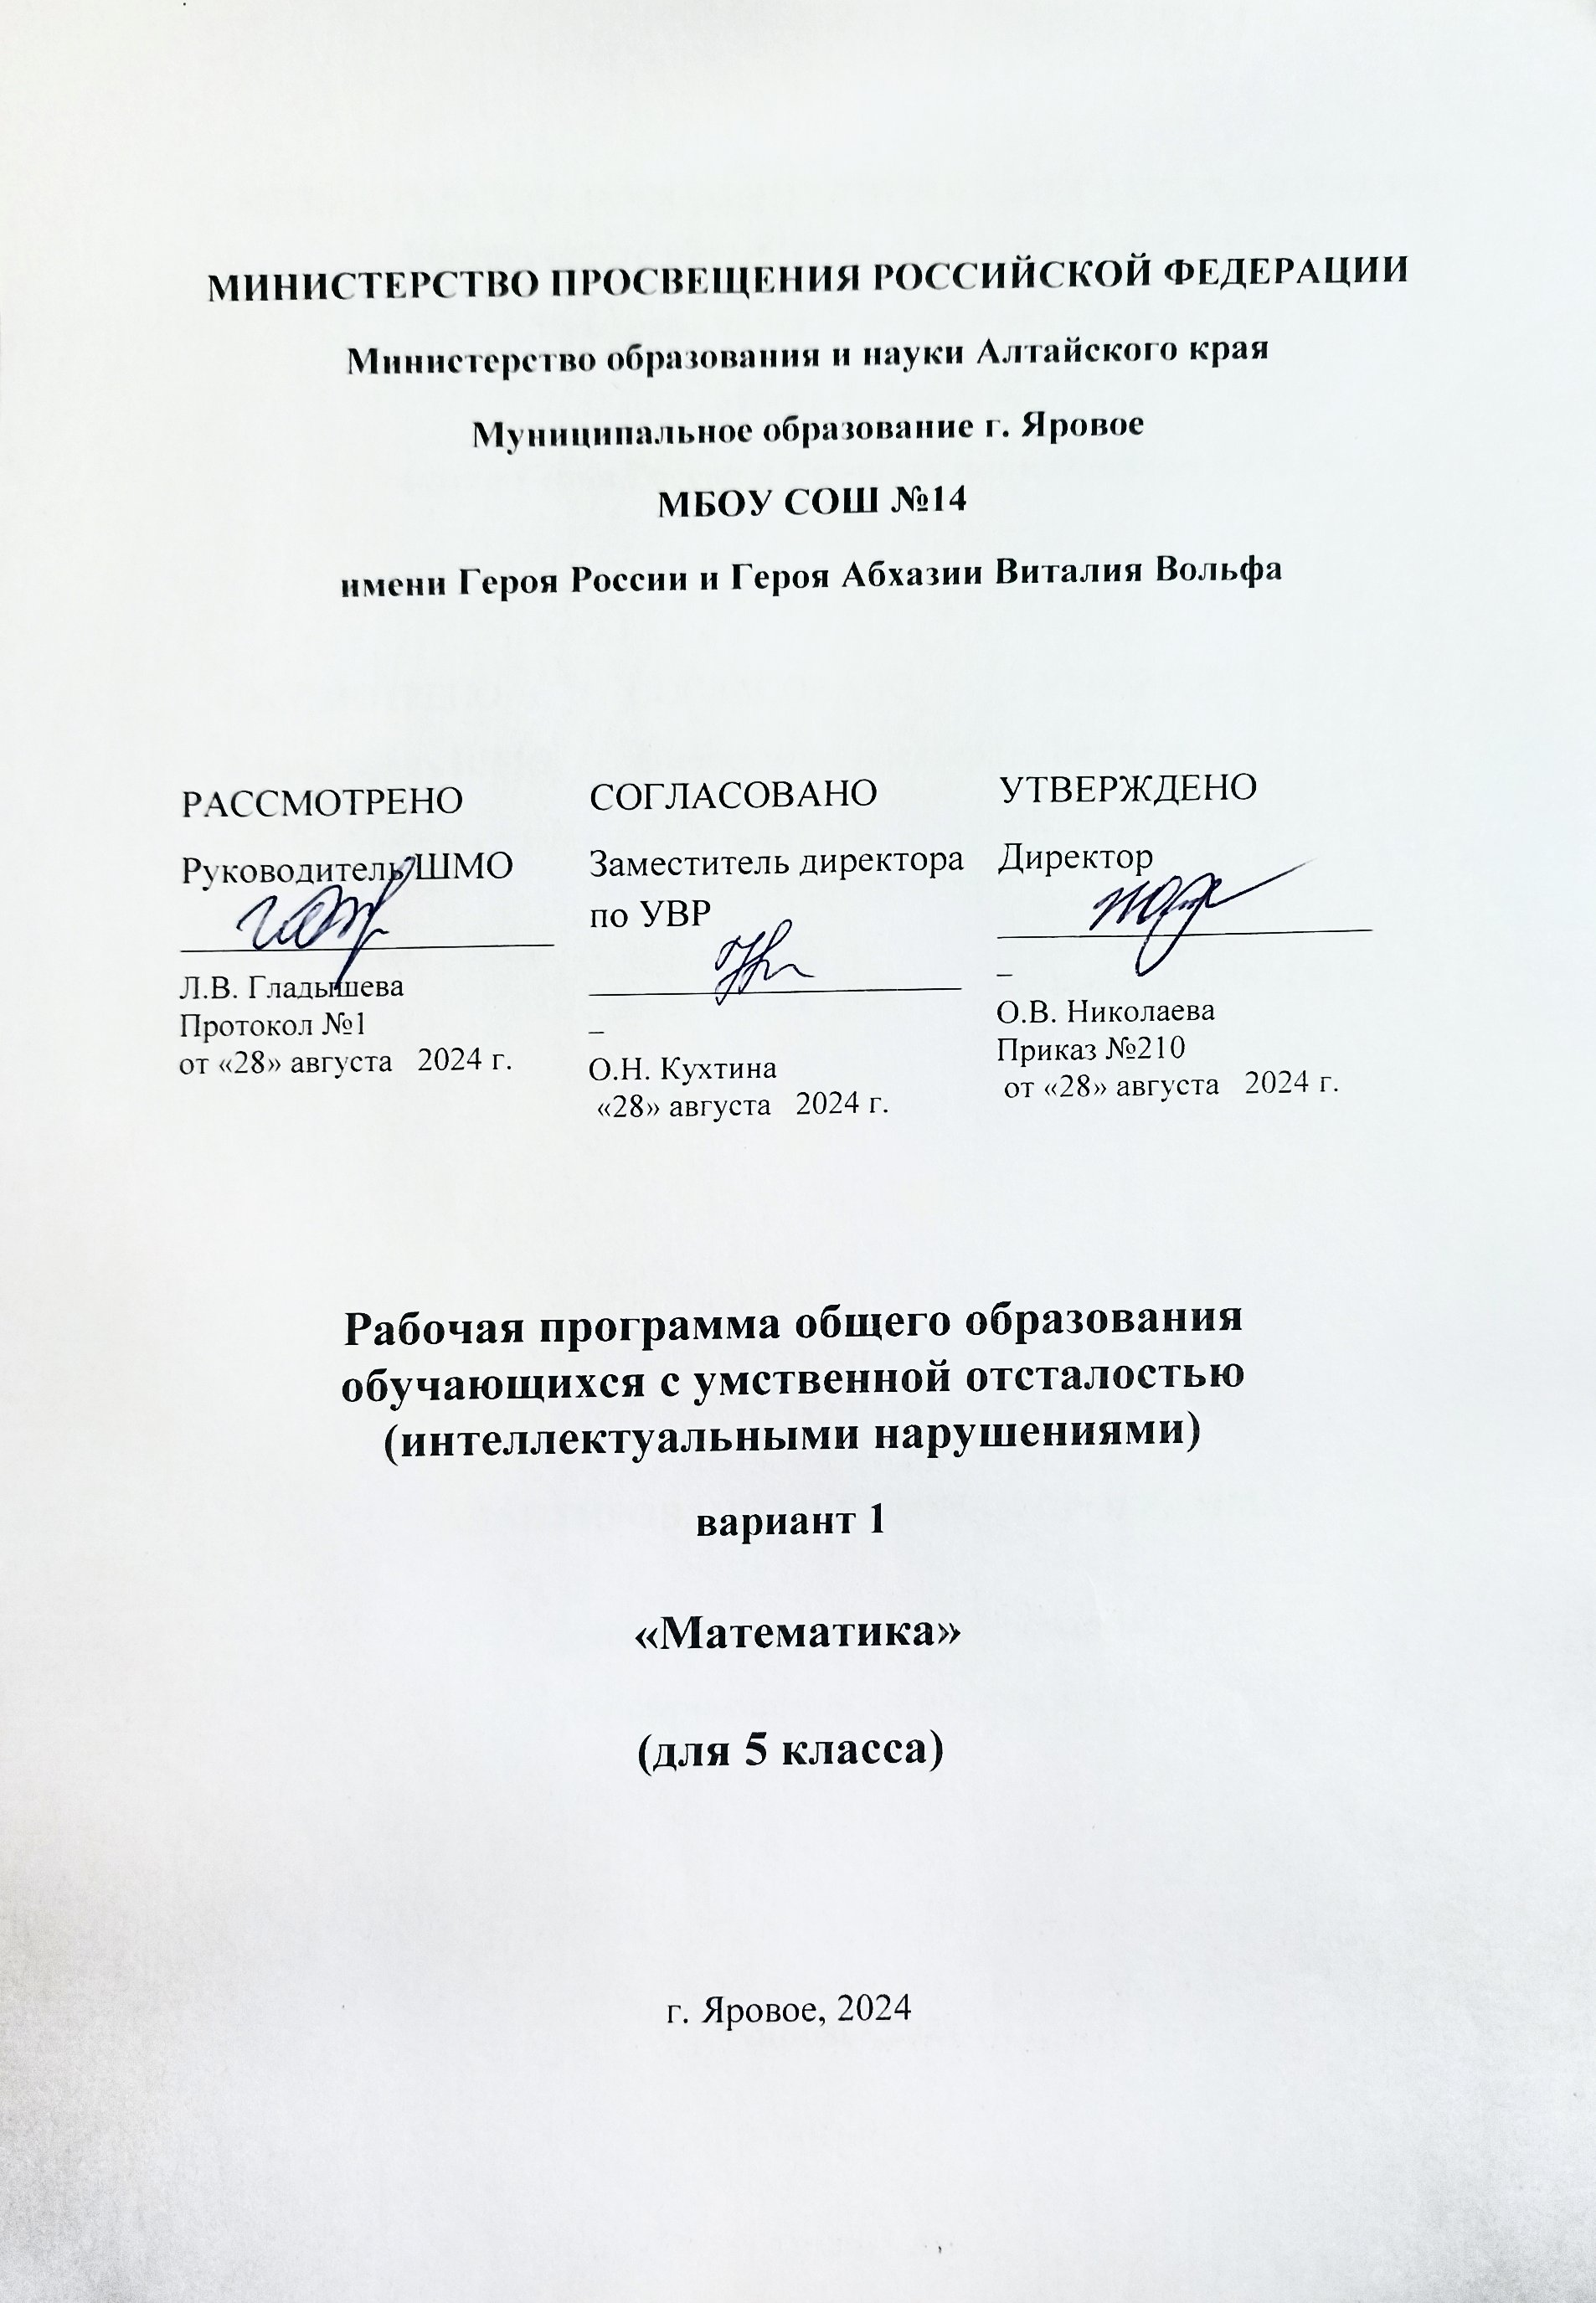 МИНИСТЕРСТВО ПРОСВЕЩЕНИЯ РОССИЙСКОЙ ФЕДЕРАЦИИ
Министерство образования и науки Алтайского края
Муниципальное образование г. Яровое
МБОУ СОШ №14
имени Героя России и Героя Абхазии Виталия Вольфа
РАССМОТРЕНО
Руководитель ШМО
Л.В. Гладышева
Протокол №1
от «28» августа 2024 г.
СОГЛАСОВАНО
Заместитель директора
по УВР
О.Н. Кухтина
«28» августа 2024 г.
УТВЕРЖДЕНО
Директор
О.В. Николаева
Приказ №210
от «28» августа 2024 г.
Рабочая программа общего образования
обучающихся с умственной отсталостью
(интеллектуальными нарушениями)
вариант 1
«Математика»
(для 5 класса)
г. Яровое, 2024